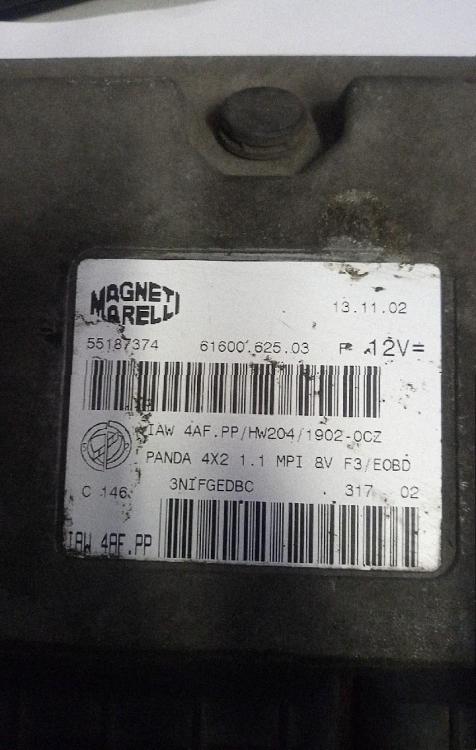 MAGNETI
MARELLI
13.11.02
55187374 61600.625.03 12V=
IAW 4AF.PP/HW204/1902-0CZ
PANDA 4X2 1.1 MPI 8V F3/EOBD
C 146 3NIFGEDBC 317 02
IAW 4AF.PP